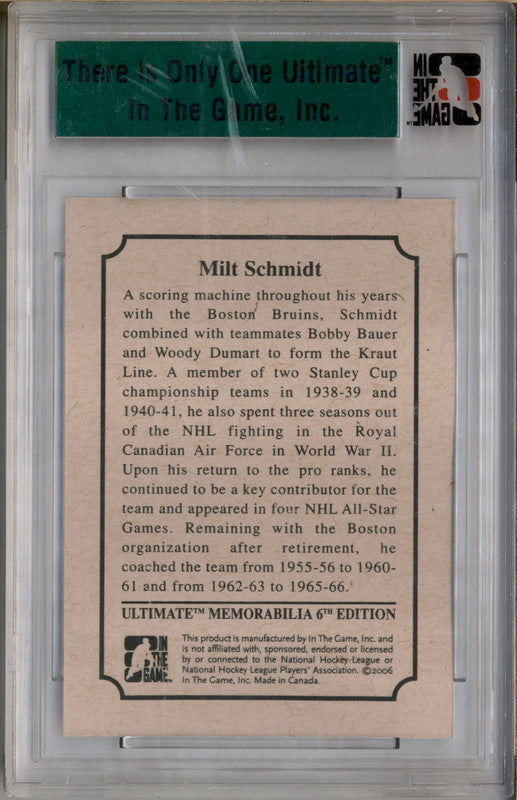 There Is Only One Ultimate™
In The Game, Inc.
IN
THE
GAME
Milt Schmidt
A scoring machine throughout his years
with the Boston Bruins, Schmidt
combined with teammates Bobby Bauer
and Woody Dumart to form the Kraut
Line. A member of two Stanley Cup
championship teams in 1938-39 and
1940-41, he also spent three seasons out
of the NHL fighting in the Royal
Canadian Air Force in World War II.
Upon his return to the pro ranks, he
continued to be a key contributor for the
team and appeared in four NHL All-Star
Games. Remaining with the Boston
organization after retirement, he
coached the team from 1955-56 to 1960-
61 and from 1962-63 to 1965-66.
ULTIMATE™ MEMORABILIA 6TH EDITION
IN
THE
GAME
This product is manufactured by In The Game, Inc. and
is not affiliated with, sponsored, endorsed or licensed
by or connected to the National Hockey League or
National Hockey League Players' Association. ©2006
In The Game, Inc. Made in Canada.